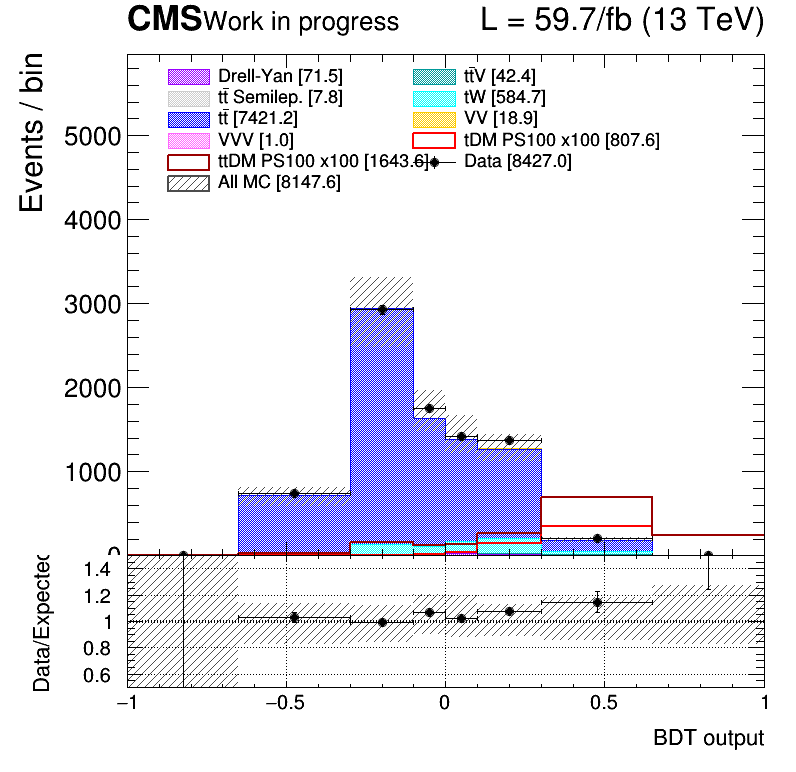 CMS Work in progress L = 59.7/fb (13 TeV)
Events / bin
Drell-Yan [71.5] tt̄V [42.4]
tt̄ Semilep. [7.8] tW [584.7]
tt̄ [7421.2] VV [18.9]
VVV [1.0] tDM PS100 x100 [807.6]
ttDM PS100 x100 [1643.6] Data [8427.0]
All MC [8147.6]
5000
4000
3000
2000
1000
0
Data/Expected
1.4
1.2
1
0.8
0.6
−1 −0.5 0 0.5 1
BDT output